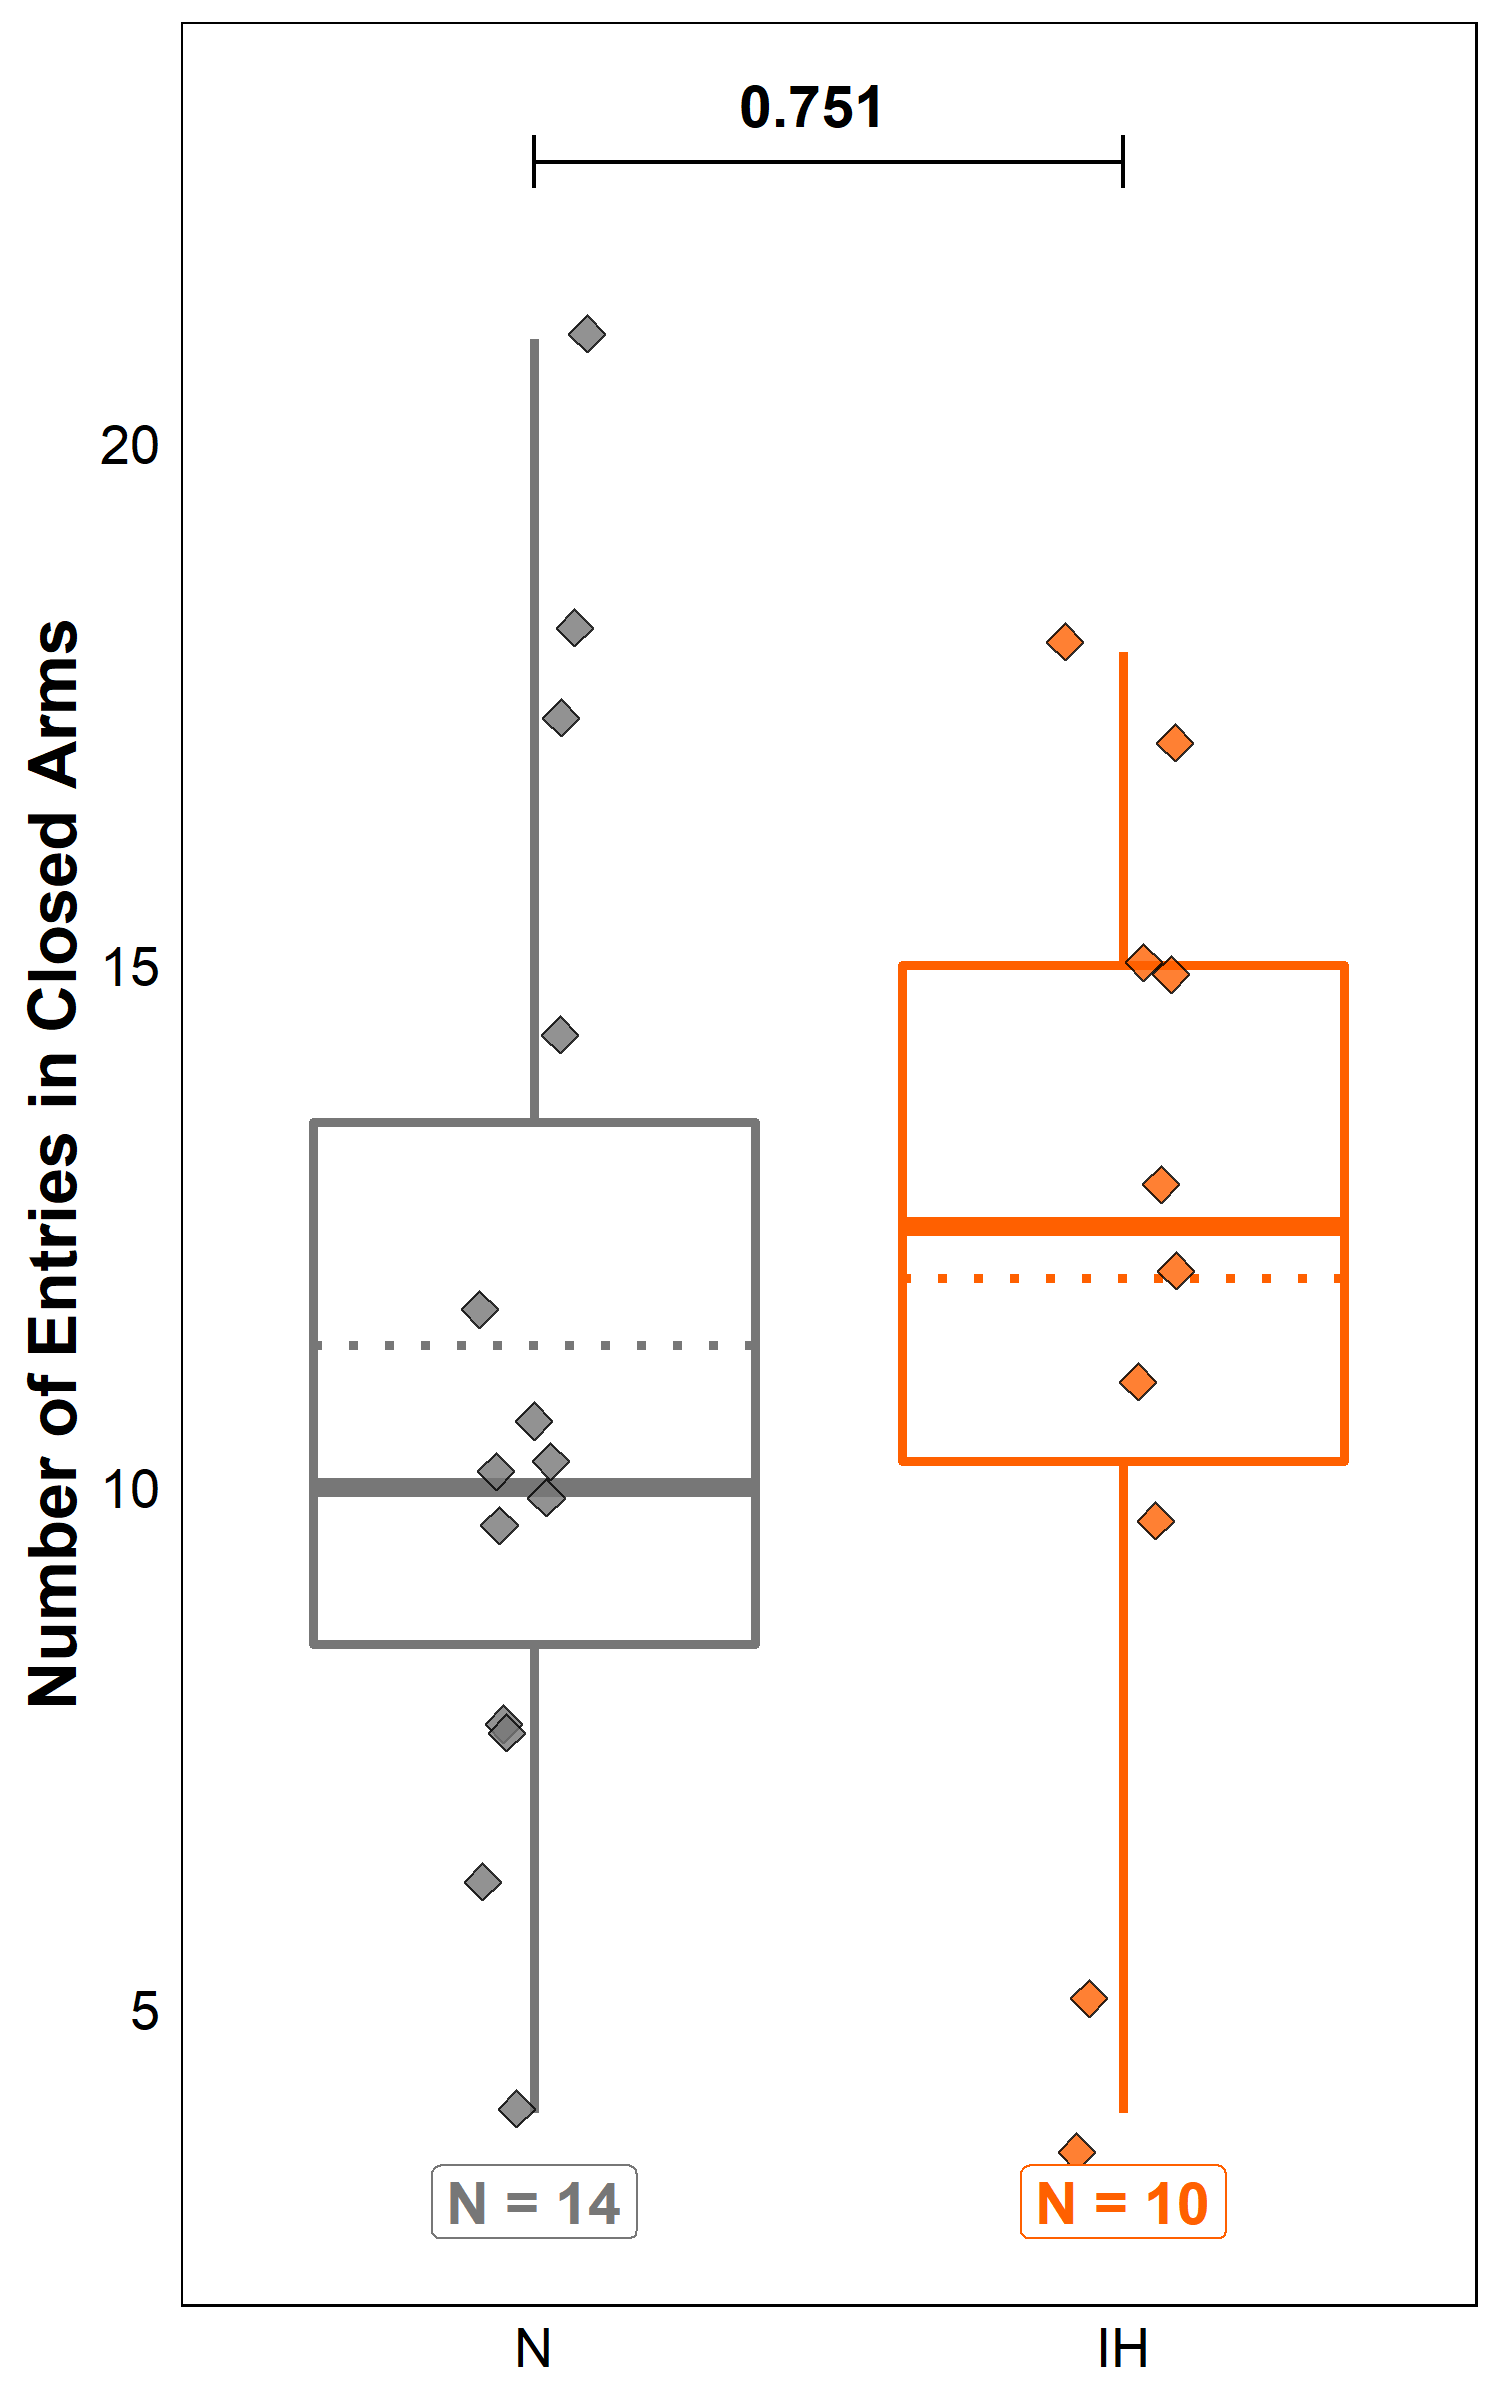 0.751
Number of Entries in Closed Arms
20
15
10
5
N = 14
N = 10
N
IH